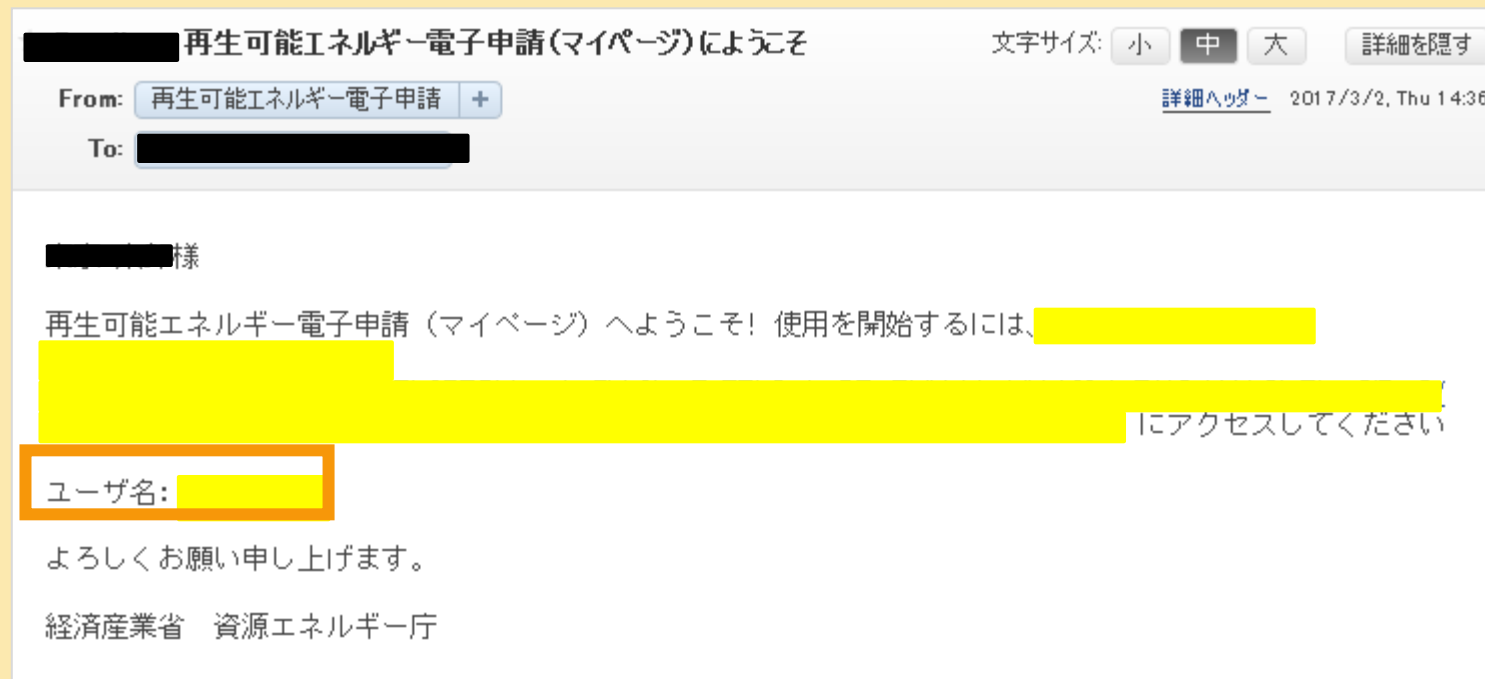 再生可能エネルギー電子申請(マイページ)にようこそ
文字サイズ: 小 中 大 詳細を隠す
From: 再生可能エネルギー電子申請 +
詳細ヘッダー 2017/3/2, Thu 14:36
To:
様
再生可能エネルギー電子申請（マイページ）へようこそ! 使用を開始するには、
にアクセスしてください
ユーザ名:
よろしくお願い申し上げます。
経済産業省　資源エネルギー庁